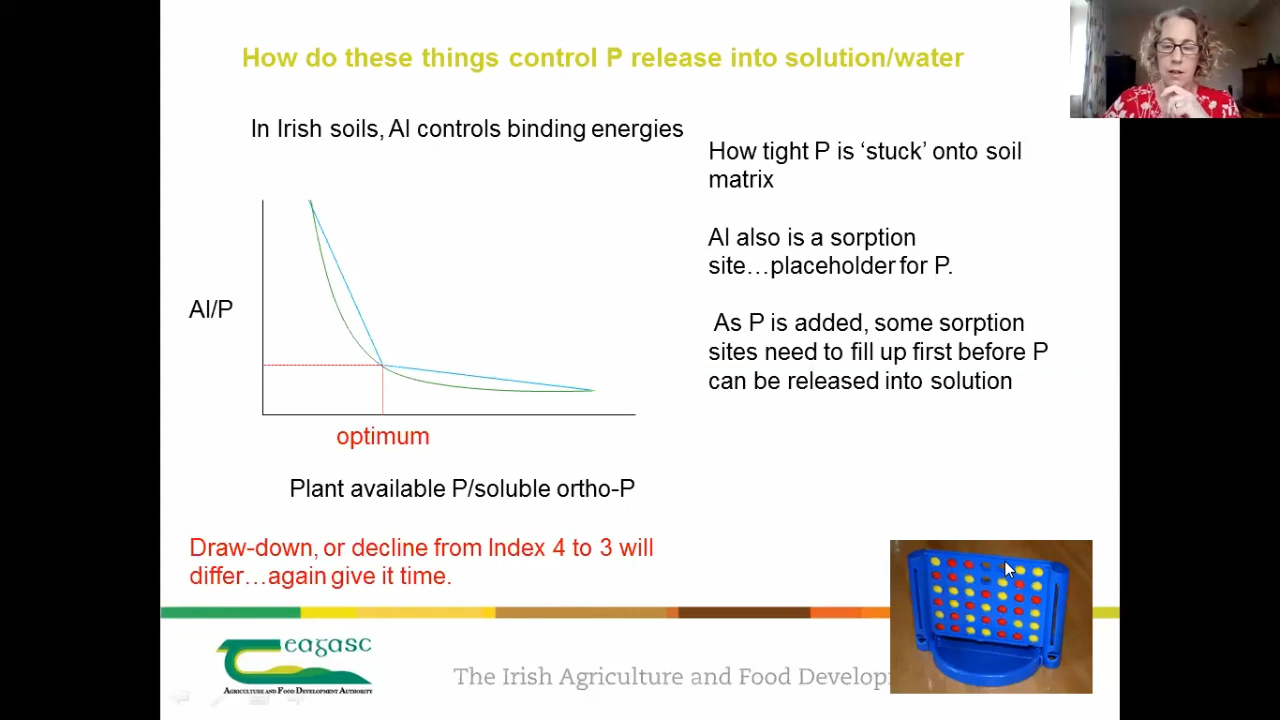 How do these things control P release into solution/water
In Irish soils, Al controls binding energies
How tight P is ‘stuck’ onto soil
matrix
Al also is a sorption
site…placeholder for P.
As P is added, some sorption
sites need to fill up first before P
can be released into solution
Al/P
optimum
Plant available P/soluble ortho-P
Draw-down, or decline from Index 4 to 3 will
differ…again give it time.
eagasc
Agriculture and Food Development Authority
The Irish Agriculture and Food Develop